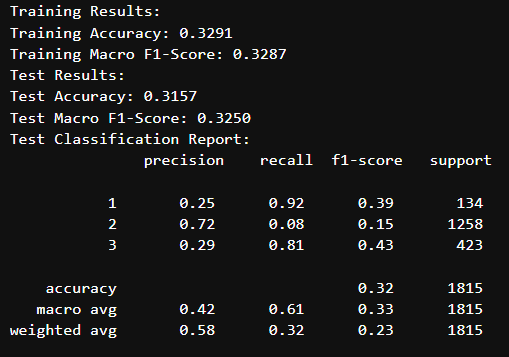 Training Results:
Training Accuracy: 0.3291
Training Macro F1-Score: 0.3287
Test Results:
Test Accuracy: 0.3157
Test Macro F1-Score: 0.3250
Test Classification Report:
precision recall f1-score support
1 0.25 0.92 0.39 134
2 0.72 0.08 0.15 1258
3 0.29 0.81 0.43 423
accuracy 0.32 1815
macro avg 0.42 0.61 0.33 1815
weighted avg 0.58 0.32 0.23 1815